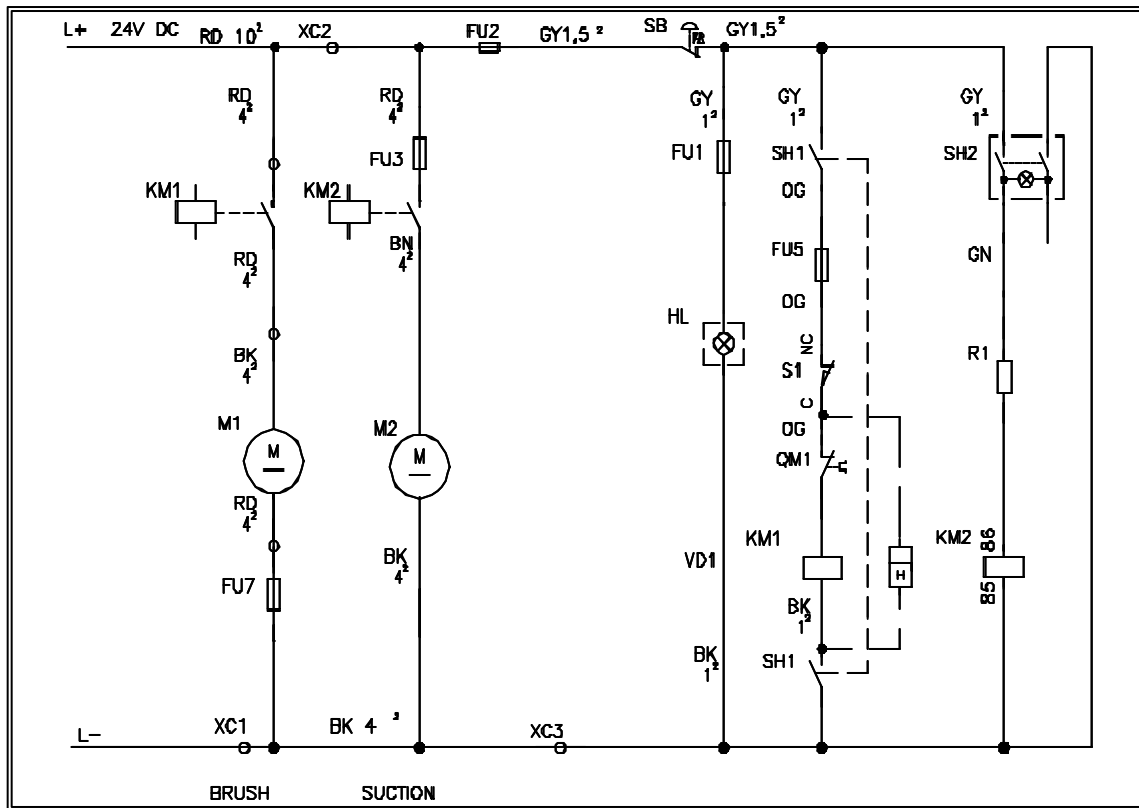 L+ 24V DC RD 10² XC2 FU2 GY1,5² SB GY1,5²
RD
4²
RD
4²
GY
1²
GY
1²
GY
1²
FU3
FU1
SH1
SH2
KM1
KM2
OG
RD
4²
BN
4²
FU5
GN
OG
HL
BK
4²
NC
S1
R1
C
M1
M2
OG
M
M
QM1
RD
4²
BK
4²
VD1
KM1
KM2
86
H
FU7
85
BK
1²
BK
1²
SH1
L- XC1 BK 4² XC3
BRUSH SUCTION